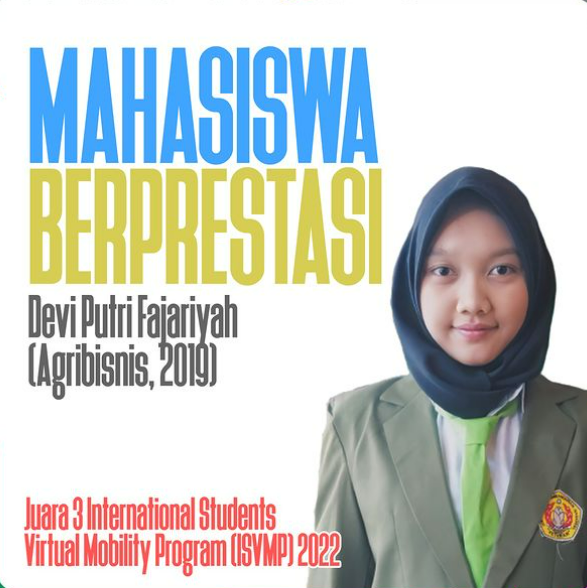 MAHASISWA
BERPRESTASI
Devi Putri Fajariyah
(Agribisnis, 2019)
Juara 3 International Students
Virtual Mobility Program (ISVMP) 2022